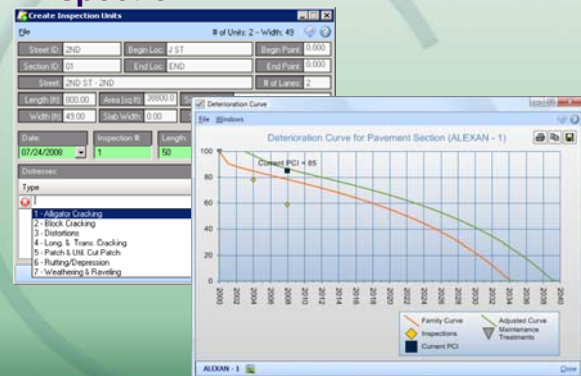 Create Inspection Units
File
# of Units: 2 - Width: 49
Street ID: 2ND Begin Loc: J ST Begin Point: 0.000
Section ID: 01 End Loc: END End Point: 0.000
Street: 2ND ST - 2ND # of Lanes: 2
Length (ft): 800.00 Area (sq ft): 38800.0
Width (ft): 49.00 Slab Width: 0.00
Date: Inspection #: Length:
07/24/2008 1 50
Distresses:
Type
1 - Alligator Cracking
2 - Block Cracking
3 - Distortions
4 - Long. & Trans. Cracking
5 - Patch & Util. Cut Patch
6 - Rutting/Depression
7 - Weathering & Raveling
Deterioration Curve
File Windows
Deterioration Curve for Pavement Section (ALEXAN - 1)
Current PCI = 85
100
80
60
40
20
0
2000 2002 2004 2006 2008 2010 2012 2014 2016 2018 2020 2022 2024 2026 2028 2030 2032 2034 2036 2038 2040
Family Curve
Adjusted Curve
Inspections
Maintenance
Treatments
Current PCI
ALEXAN - 1
Close